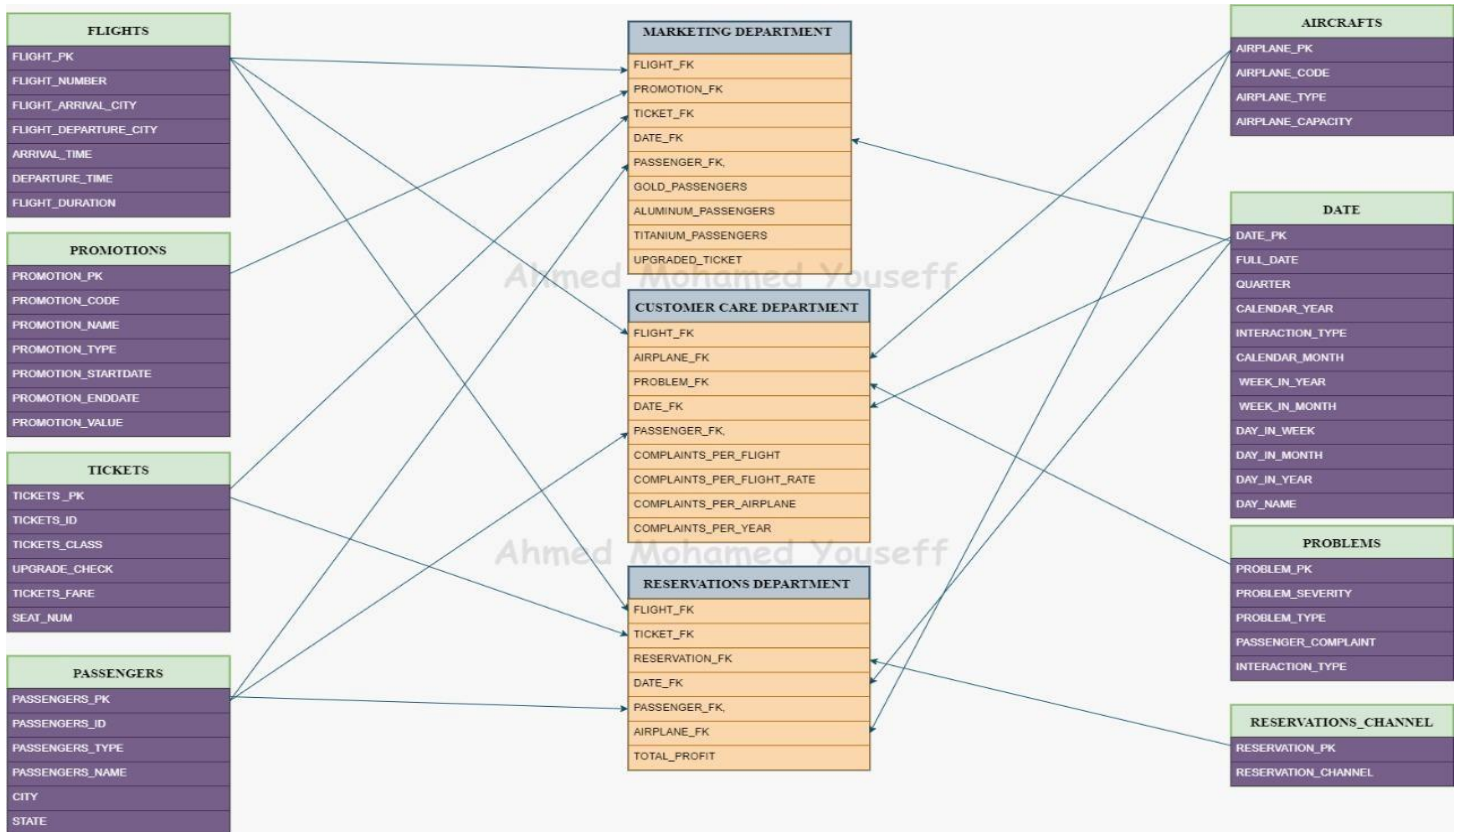 FLIGHTS
FLIGHT_PK
FLIGHT_NUMBER
FLIGHT_ARRIVAL_CITY
FLIGHT_DEPARTURE_CITY
ARRIVAL_TIME
DEPARTURE_TIME
FLIGHT_DURATION
PROMOTIONS
PROMOTION_PK
PROMOTION_CODE
PROMOTION_NAME
PROMOTION_TYPE
PROMOTION_STARTDATE
PROMOTION_ENDDATE
PROMOTION_VALUE
TICKETS
TICKETS _PK
TICKETS_ID
TICKETS_CLASS
UPGRADE_CHECK
TICKETS_FARE
SEAT_NUM
PASSENGERS
PASSENGERS_PK
PASSENGERS_ID
PASSENGERS_TYPE
PASSENGERS_NAME
CITY
STATE
MARKETING DEPARTMENT
FLIGHT_FK
PROMOTION_FK
TICKET_FK
DATE_FK
PASSENGER_FK,
GOLD_PASSENGERS
ALUMINUM_PASSENGERS
TITANIUM_PASSENGERS
UPGRADED_TICKET
Ahmed Mohamed Youseff
CUSTOMER CARE DEPARTMENT
FLIGHT_FK
AIRPLANE_FK
PROBLEM_FK
DATE_FK
PASSENGER_FK,
COMPLAINTS_PER_FLIGHT
COMPLAINTS_PER_FLIGHT_RATE
COMPLAINTS_PER_AIRPLANE
COMPLAINTS_PER_YEAR
Ahmed Mohamed Youseff
RESERVATIONS DEPARTMENT
FLIGHT_FK
TICKET_FK
RESERVATION_FK
DATE_FK
PASSENGER_FK,
AIRPLANE_FK
TOTAL_PROFIT
AIRCRAFTS
AIRPLANE_PK
AIRPLANE_CODE
AIRPLANE_TYPE
AIRPLANE_CAPACITY
DATE
DATE_PK
FULL_DATE
QUARTER
CALENDAR_YEAR
INTERACTION_TYPE
CALENDAR_MONTH
WEEK_IN_YEAR
WEEK_IN_MONTH
DAY_IN_WEEK
DAY_IN_MONTH
DAY_IN_YEAR
DAY_NAME
PROBLEMS
PROBLEM_PK
PROBLEM_SEVERITY
PROBLEM_TYPE
PASSENGER_COMPLAINT
INTERACTION_TYPE
RESERVATIONS_CHANNEL
RESERVATION_PK
RESERVATION_CHANNEL